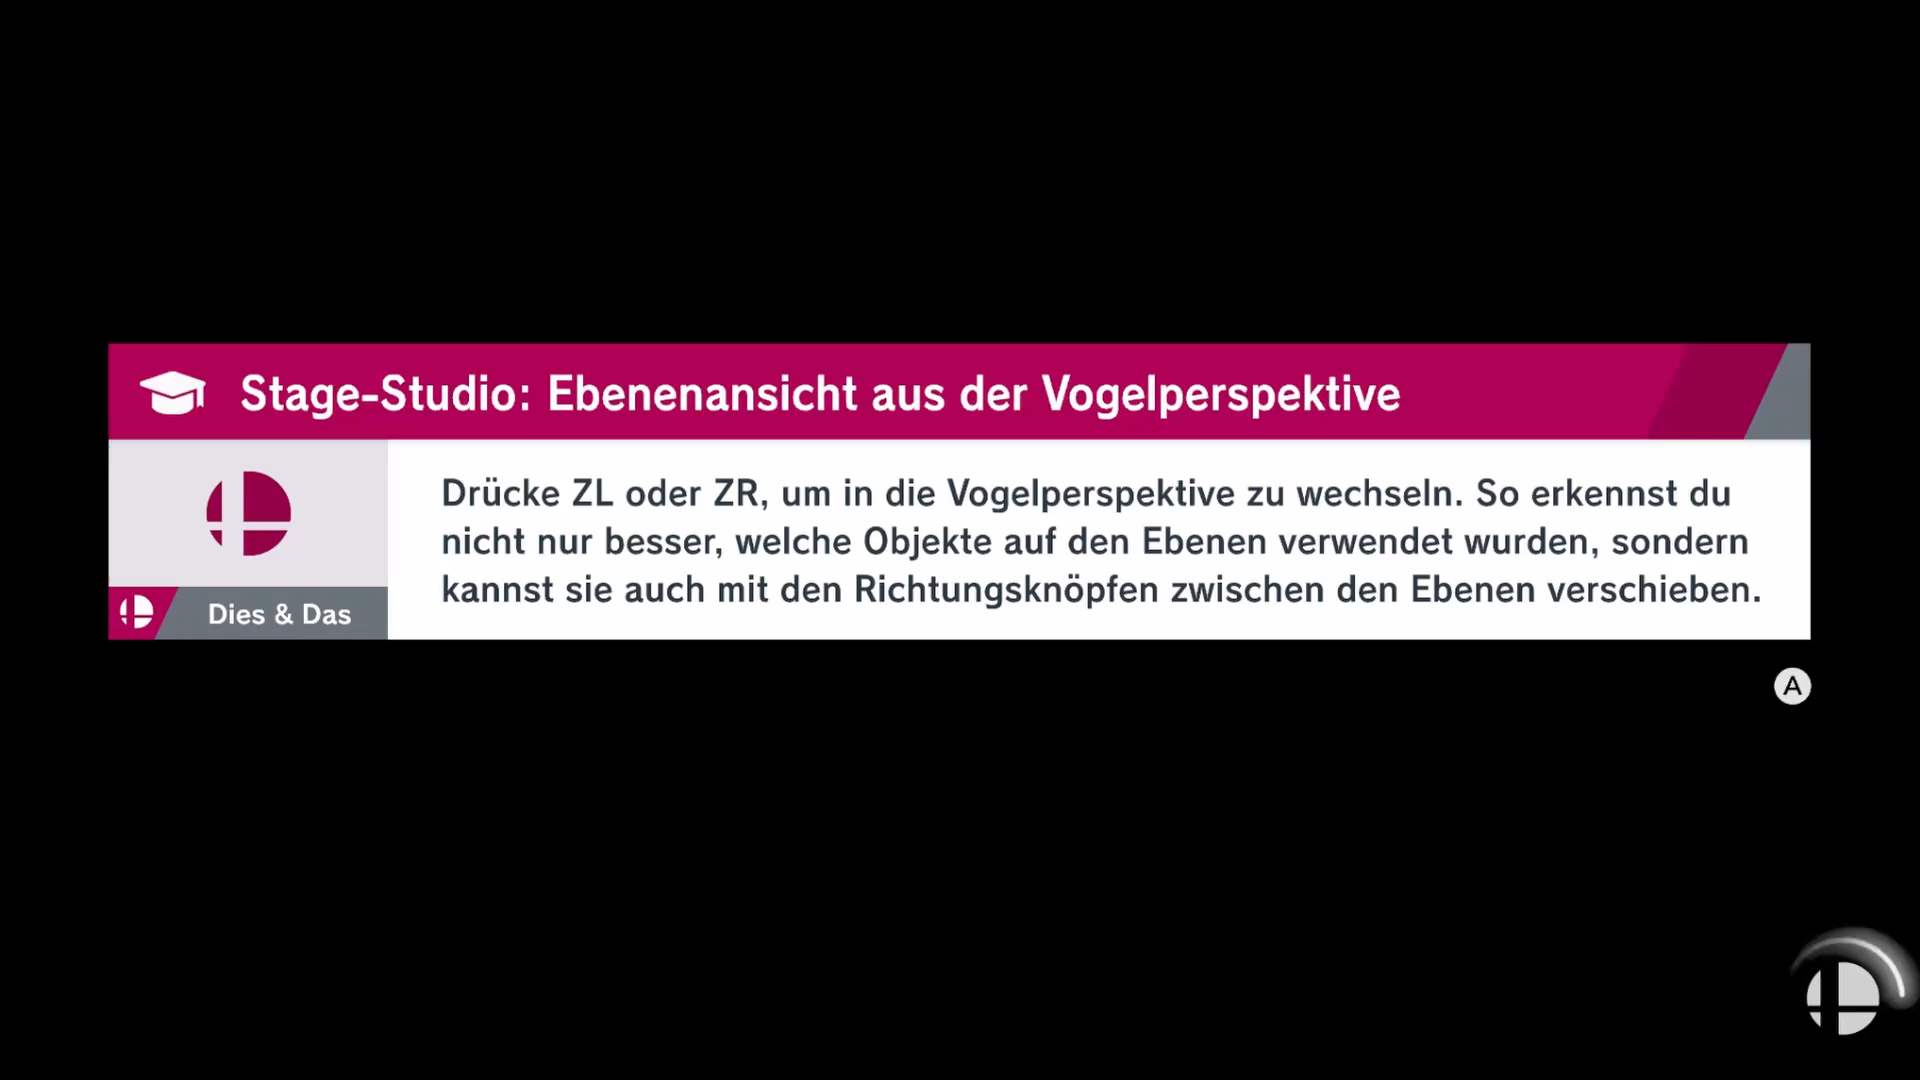 Stage-Studio: Ebenenansicht aus der Vogelperspektive
Drücke ZL oder ZR, um in die Vogelperspektive zu wechseln. So erkennst du
nicht nur besser, welche Objekte auf den Ebenen verwendet wurden, sondern
kannst sie auch mit den Richtungsknöpfen zwischen den Ebenen verschieben.
Dies & Das
A